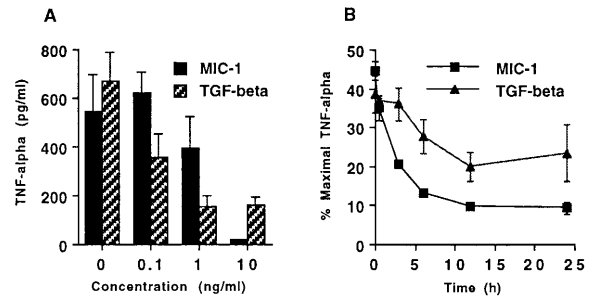 A
800
600
400
200
0
TNF-alpha (pg/ml)
MIC-1
TGF-beta
0 0.1 1 10
Concentration (ng/ml)
B
50
40
30
20
10
0
% Maximal TNF-alpha
MIC-1
TGF-beta
0 5 10 15 20 25
Time (h)